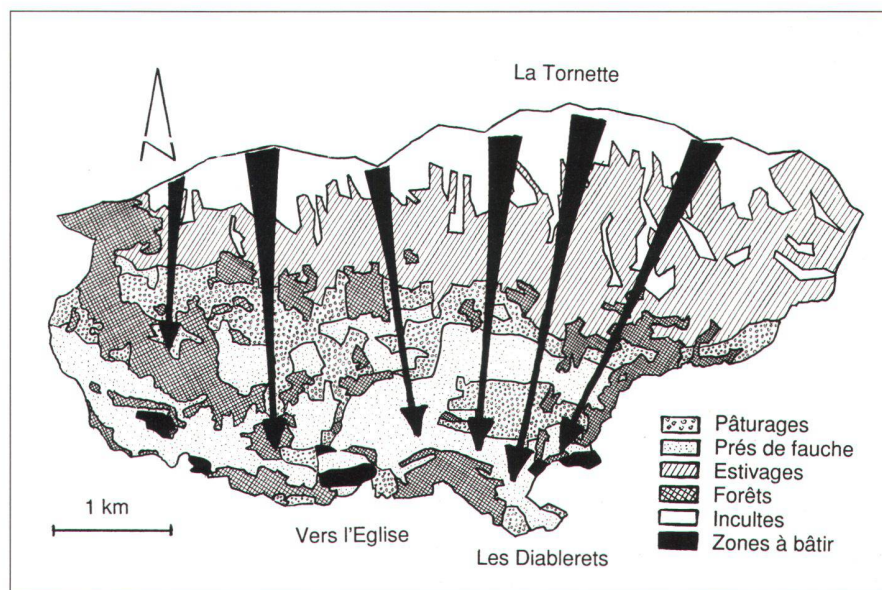 La Tornette
N
Pâturages
Prés de fauche
Estivages
Forêts
Incultes
Zones à bâtir
1 km
Vers l'Eglise
Les Diablerets